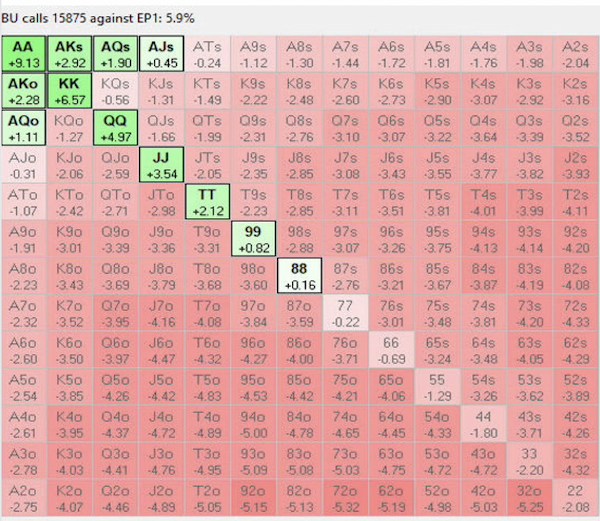 BU calls 15875 against EP1: 5.9%
AA AKs AQs AJs ATs A9s A8s A7s A6s A5s A4s A3s A2s
+9.13 +2.92 +1.90 +0.45 -0.24 -1.12 -1.30 -1.44 -1.72 -1.81 -1.76 -1.98 -2.04
AKo KK KQs KJs KTs K9s K8s K7s K6s K5s K4s K3s K2s
+2.28 +6.57 -0.56 -1.31 -1.49 -2.22 -2.48 -2.60 -2.73 -2.90 -3.07 -2.92 -3.16
AQo KQo QQ QJs QTs Q9s Q8s Q7s Q6s Q5s Q4s Q3s Q2s
+1.11 -1.27 +4.97 -1.66 -1.99 -2.31 -2.76 -3.10 -3.07 -3.22 -3.64 -3.39 -3.52
AJo KJo QJo JJ JTs J9s J8s J7s J6s J5s J4s J3s J2s
-0.31 -2.06 -2.59 +3.54 -2.05 -2.35 -2.85 -3.08 -3.43 -3.55 -3.77 -3.82 -3.93
ATo KTo QTo JTo TT T9s T8s T7s T6s T5s T4s T3s T2s
-1.07 -2.42 -2.71 -2.98 +2.12 -2.23 -2.85 -3.11 -3.51 -3.81 -4.01 -3.99 -4.11
A9o K9o Q9o J9o T9o 99 98s 97s 96s 95s 94s 93s 92s
-1.91 -3.01 -3.39 -3.36 -3.31 +0.82 -2.88 -3.07 -3.26 -3.75 -4.13 -4.14 -4.20
A8o K8o Q8o J8o T8o 98o 88 87s 86s 85s 84s 83s 82s
-2.23 -3.43 -3.69 -3.79 -3.68 -3.60 +0.16 -2.76 -3.21 -3.67 -3.87 -4.19 -4.08
A7o K7o Q7o J7o T7o 97o 87o 77 76s 75s 74s 73s 72s
-2.32 -3.52 -3.95 -4.16 -4.08 -3.84 -3.59 -0.22 -3.01 -3.48 -3.81 -4.20 -4.33
A6o K6o Q6o J6o T6o 96o 86o 76o 66 65s 64s 63s 62s
-2.60 -3.50 -3.97 -4.47 -4.32 -4.27 -4.00 -3.71 -0.69 -3.24 -3.48 -4.05 -4.29
A5o K5o Q5o J5o T5o 95o 85o 75o 65o 55 54s 53s 52s
-2.54 -3.85 -4.26 -4.42 -4.83 -4.53 -4.42 -4.21 -4.06 -1.29 -3.26 -3.62 -3.89
A4o K4o Q4o J4o T4o 94o 84o 74o 64o 54o 44 43s 42s
-2.61 -3.95 -4.37 -4.72 -4.89 -5.00 -4.78 -4.65 -4.45 -4.33 -1.80 -3.71 -4.26
A3o K3o Q3o J3o T3o 93o 83o 73o 63o 53o 43o 33 32s
-2.78 -4.03 -4.41 -4.76 -4.95 -5.09 -5.08 -5.03 -4.75 -4.72 -4.72 -2.20 -4.32
A2o K2o Q2o J2o T2o 92o 82o 72o 62o 52o 42o 32o 22
-2.75 -4.07 -4.46 -4.89 -5.05 -5.15 -5.13 -5.32 -5.19 -4.98 -5.03 -5.25 -2.08